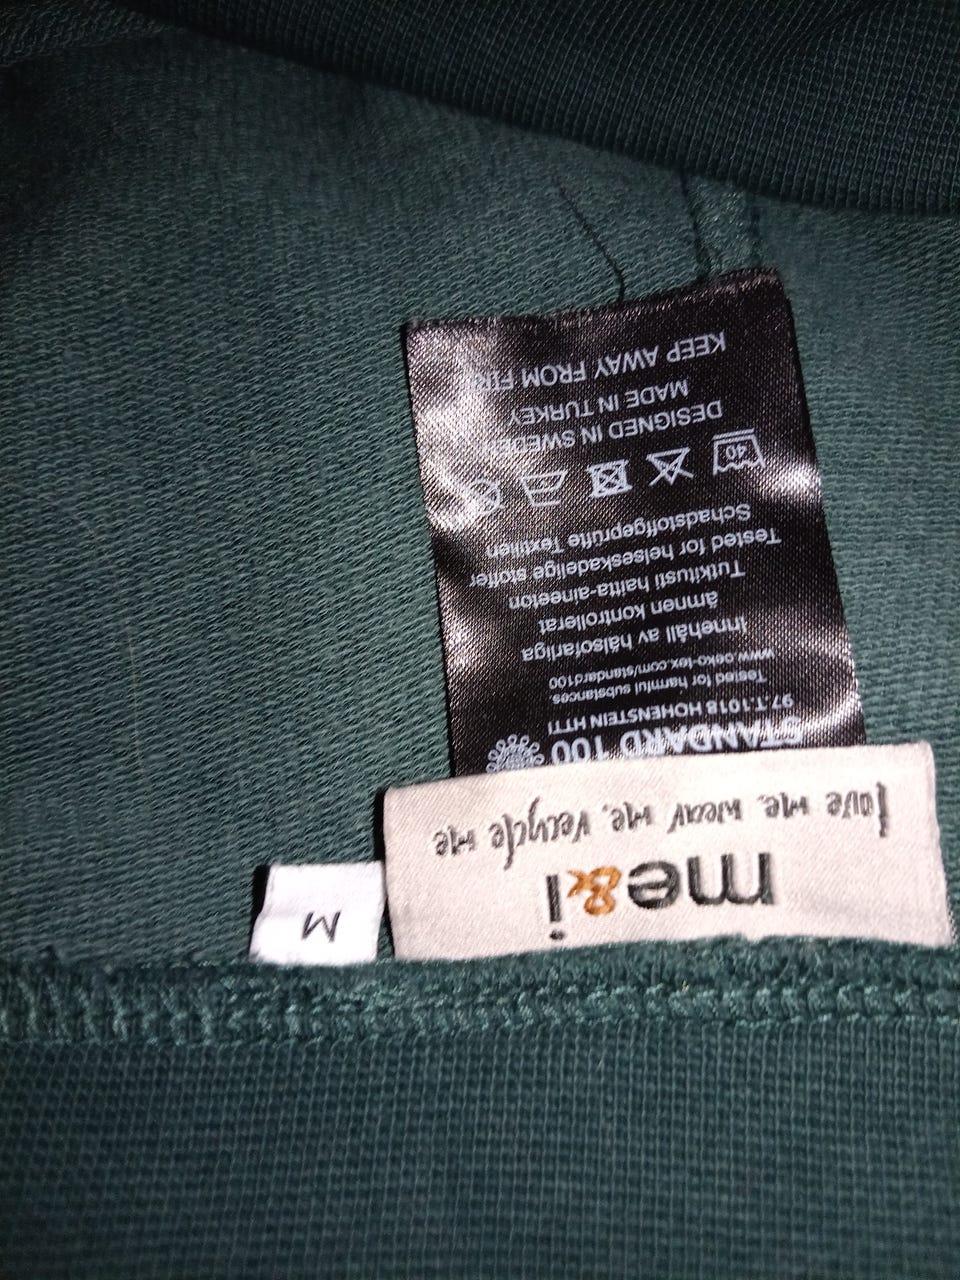 M
me&i
love me, wear me, recycle me
STANDARD 100
97.T.1018 HOHENSTEIN HTTI
Tested for harmful substances
www.oeko-tex.com/standard100
Innehåll av hälsofarliga
ämnen kontrollerat
Tutkitusti haitta-aineeton
Tested for helseskadelige stoffer
Schadstoffgeprüfte Textilien
40
DESIGNED IN SWEDEN
MADE IN TURKEY
KEEP AWAY FROM FIRE